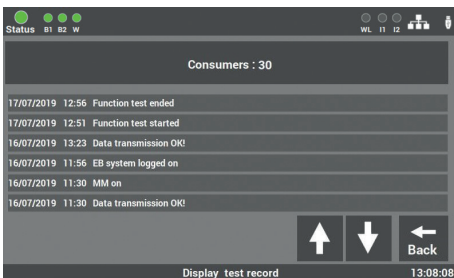 Status B1 B2 W WL I1 I2
Consumers : 30
17/07/2019 12:56 Function test ended
17/07/2019 12:51 Function test started
16/07/2019 13:23 Data transmission OK!
16/07/2019 11:56 EB system logged on
16/07/2019 11:30 MM on
16/07/2019 11:30 Data transmission OK!
Back
Display test record 13:08:08